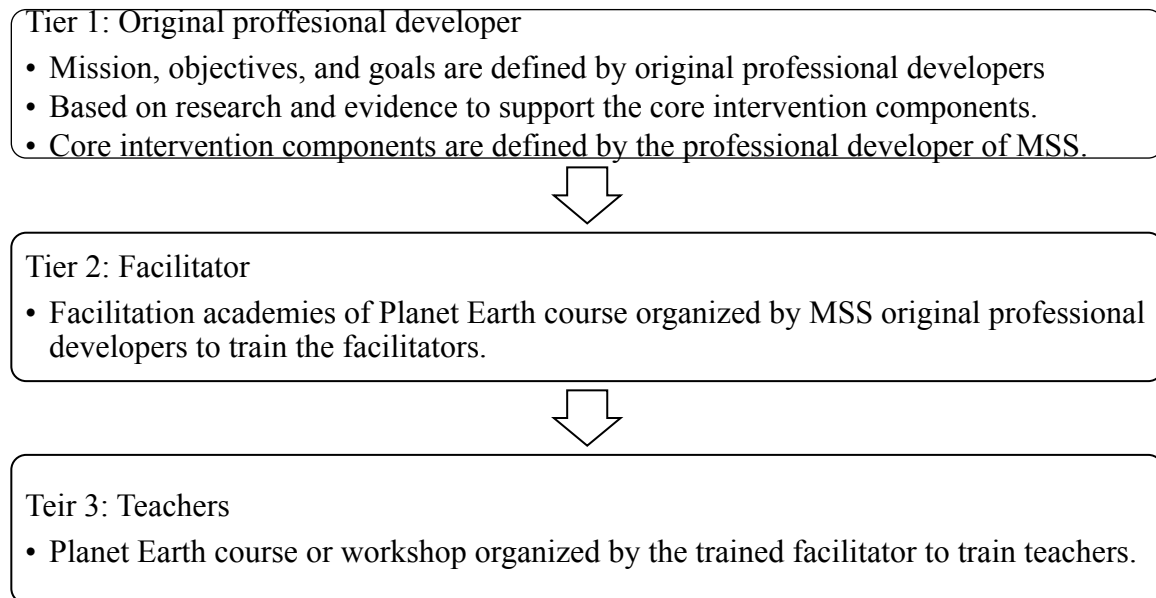 Tier 1: Original proffesional developer
• Mission, objectives, and goals are defined by original professional developers
• Based on research and evidence to support the core intervention components.
• Core intervention components are defined by the professional developer of MSS.
Tier 2: Facilitator
• Facilitation academies of Planet Earth course organized by MSS original professional
developers to train the facilitators.
Teir 3: Teachers
• Planet Earth course or workshop organized by the trained facilitator to train teachers.